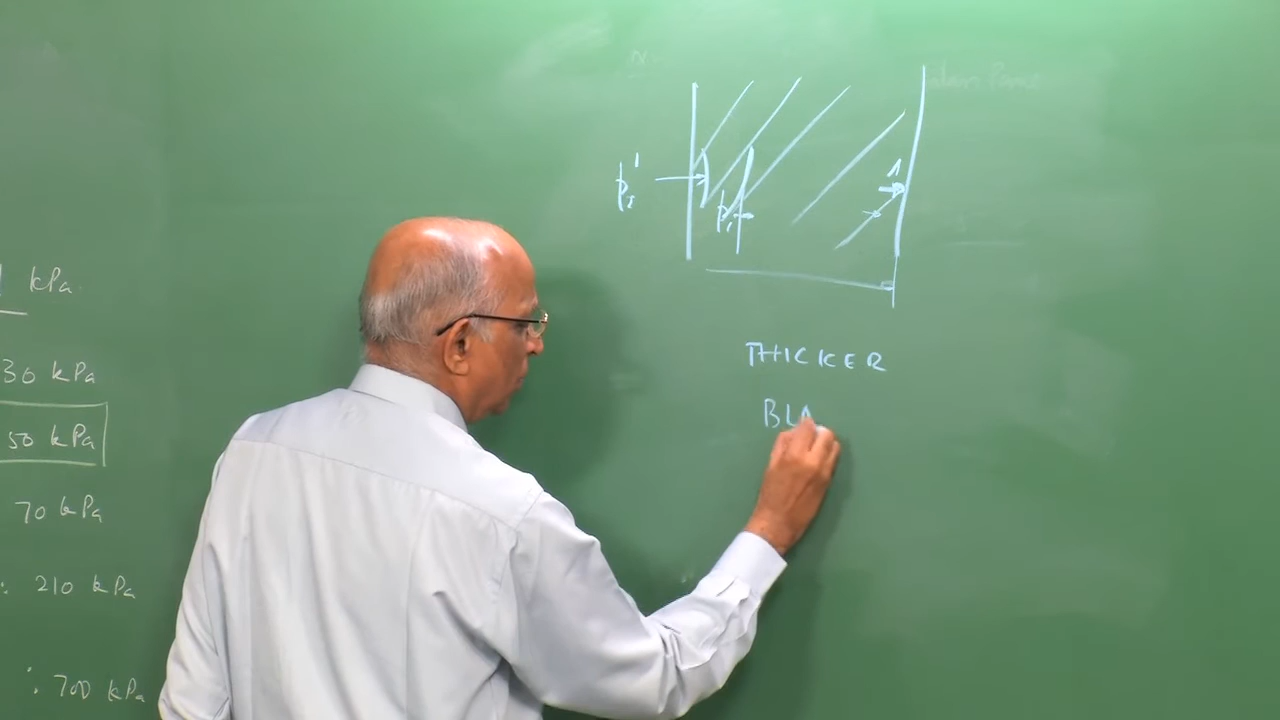 kPa
30 kPa
50 kPa
70 kPa
: 210 kPa
: 700 kPa
THICKER
BLA